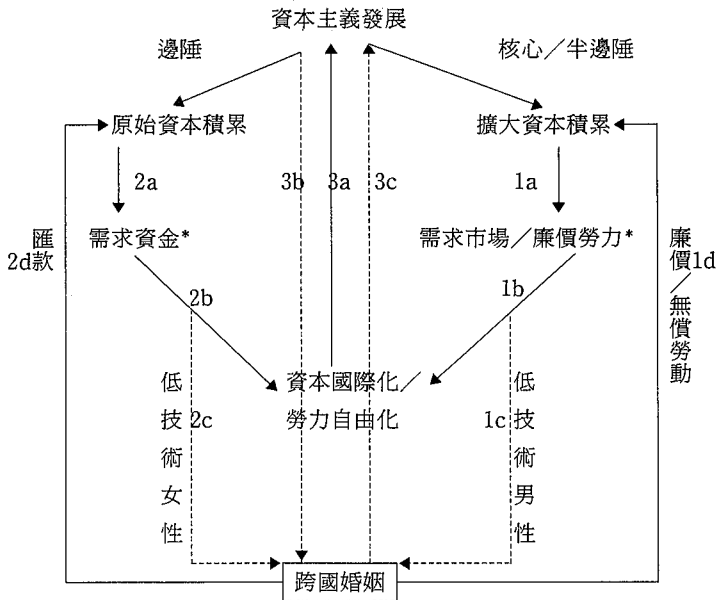 資本主義發展
邊陲
核心／半邊陲
原始資本積累
擴大資本積累
2a
3b
3a
3c
1a
需求資金*
需求市場／廉價勞力*
匯款
2d
廉價／無償勞動
1d
2b
1b
資本國際化／
勞力自由化
低技術女性
2c
1c
低技術男性
跨國婚姻